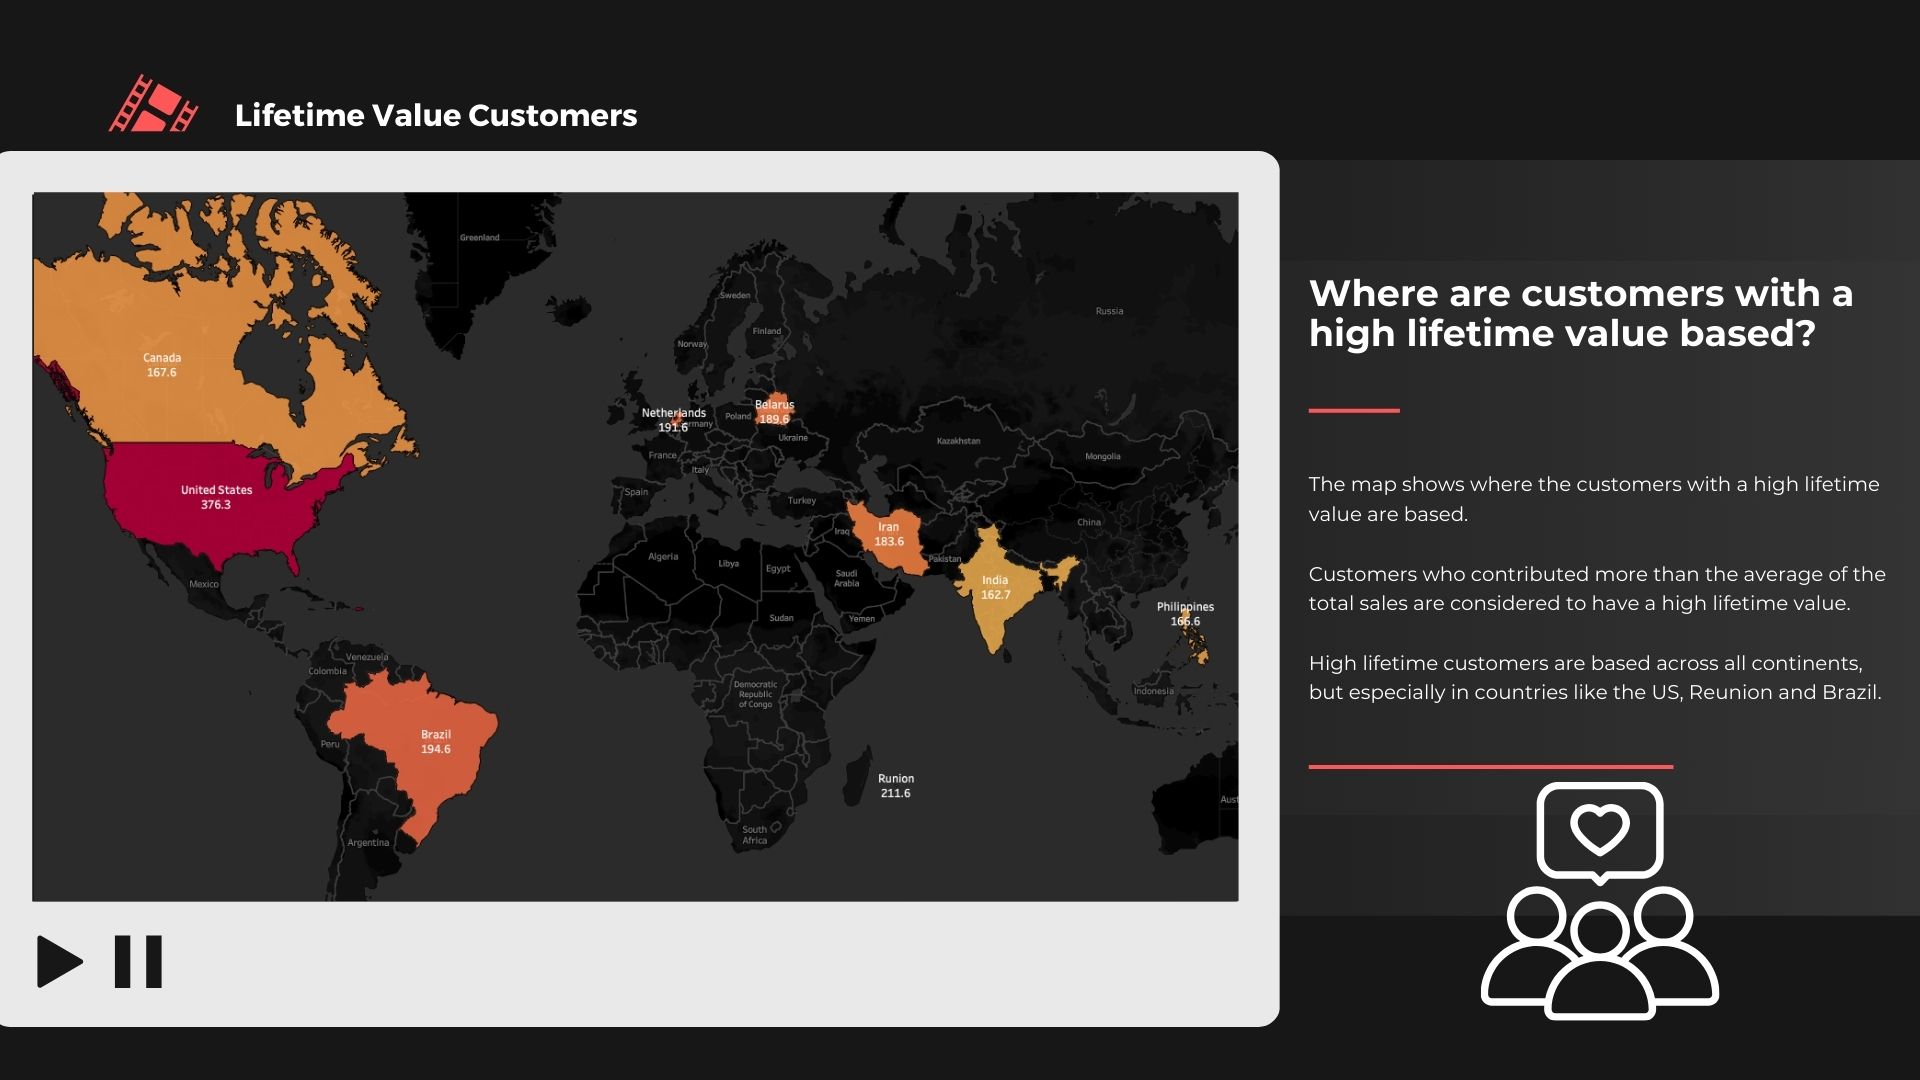 Lifetime Value Customers
Greenland
Sweden
Finland
Norway
Russia
Canada
167.6
Netherlands
191.6
ermany
Poland
Belarus
189.6
Ukraine
France
Italy
Kazakhstan
Mongolia
United States
376.3
Spain
Turkey
China
Iraq
Iran
183.6
Pakistan
Algeria
Libya
Egypt
Saudi
Arabia
India
162.7
Mexico
Sudan
Yemen
Philippines
166.6
Venezuela
Colombia
Democratic
Republic
of Congo
Indonesia
Brazil
194.6
Peru
Runion
211.6
Aust
South
Africa
Argentina
Where are customers with a
high lifetime value based?
The map shows where the customers with a high lifetime
value are based.
Customers who contributed more than the average of the
total sales are considered to have a high lifetime value.
High lifetime customers are based across all continents,
but especially in countries like the US, Reunion and Brazil.